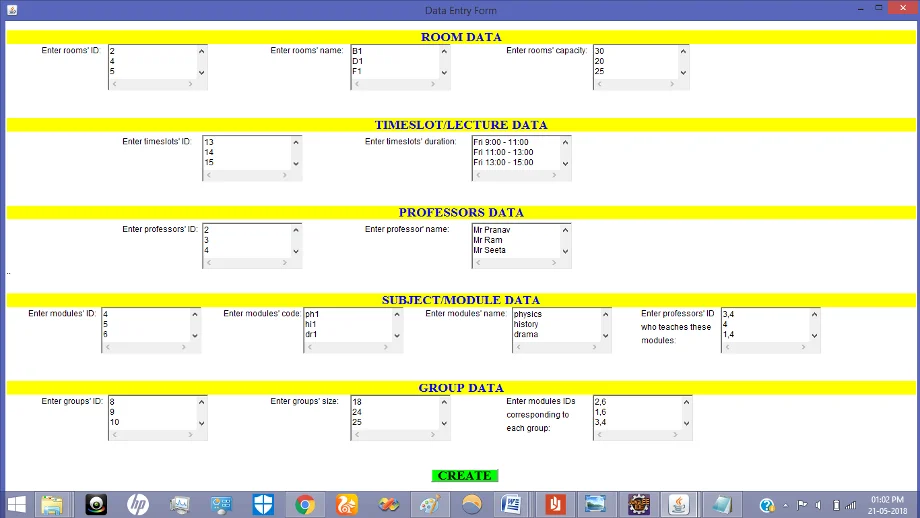 Data Entry Form
ROOM DATA
Enter rooms' ID:
2
4
5
Enter rooms' name:
B1
D1
F1
Enter rooms' capacity:
30
20
25
TIMESLOT/LECTURE DATA
Enter timeslots' ID:
13
14
15
Enter timeslots' duration:
Fri 9:00 - 11:00
Fri 11:00 - 13:00
Fri 13:00 - 15:00
PROFESSORS DATA
Enter professors' ID:
2
3
4
Enter professor' name:
Mr Pranav
Mr Ram
Mr Seeta
..
SUBJECT/MODULE DATA
Enter modules' ID:
4
5
6
Enter modules' code:
ph1
hi1
dr1
Enter modules' name:
physics
history
drama
Enter professors' ID
who teaches these
modules:
3,4
4
1,4
GROUP DATA
Enter groups' ID:
8
9
10
Enter groups' size:
18
24
25
Enter modules IDs
corresponding to
each group:
2,6
1,6
3,4
CREATE
hp
01:02 PM
21-05-2018